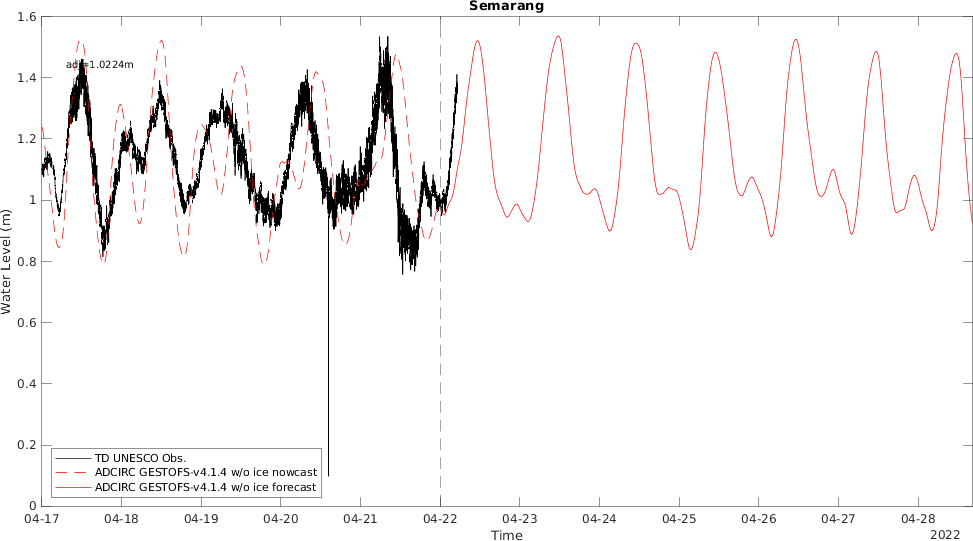 Semarang
1.6
1.4
1.2
1
0.8
0.6
0.4
0.2
0
Water Level (m)
=1.0224m
TD UNESCO Obs.
ADCIRC GESTOFS-v4.1.4 w/o ice nowcast
ADCIRC GESTOFS-v4.1.4 w/o ice forecast
04-17 04-18 04-19 04-20 04-21 04-22 04-23 04-24 04-25 04-26 04-27 04-28
Time
2022